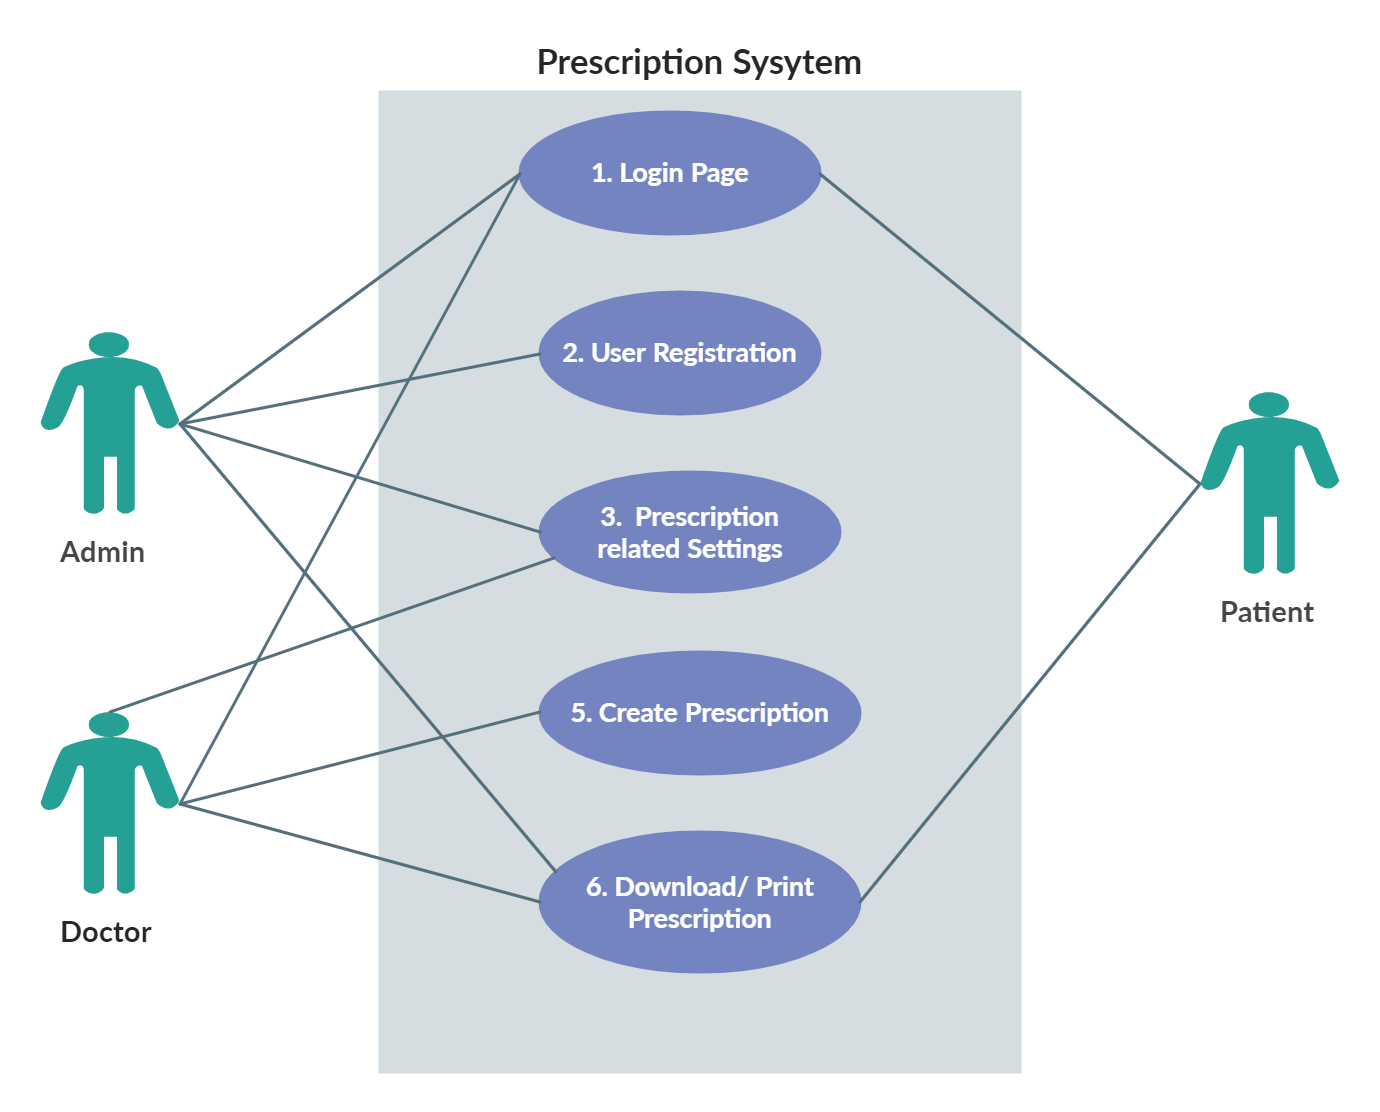 Prescription Sysytem
1. Login Page
2. User Registration
3. Prescription
related Settings
Admin
Patient
5. Create Prescription
6. Download/ Print
Prescription
Doctor